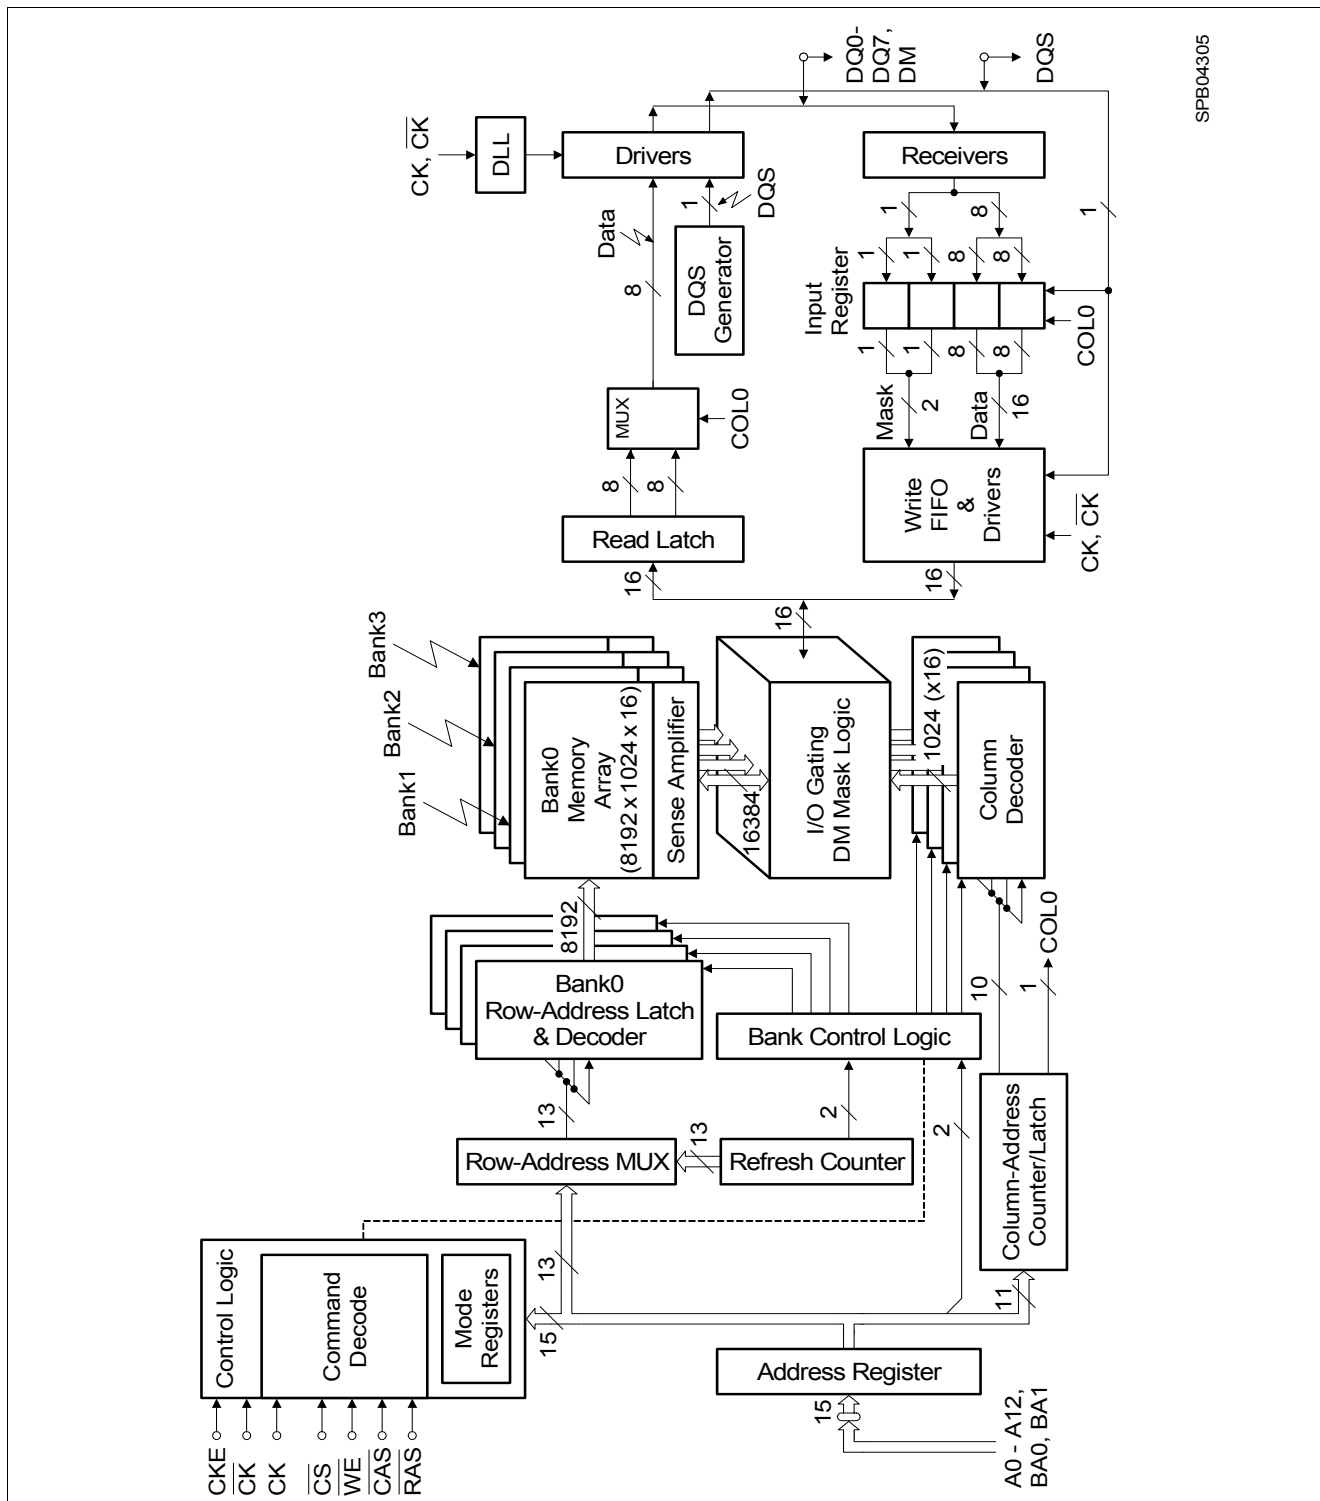 CKE
CK
CK
CS
WE
CAS
RAS
Control Logic
Command
Decode
Mode
Registers
15
13
11
Address Register
15
A0 - A12,
BA0, BA1
Row-Address MUX
13
13
Refresh Counter
2
2
Column-Address
Counter/Latch
Bank0
Row-Address Latch
& Decoder
8192
Bank Control Logic
10
1
COL0
Bank1
Bank2
Bank3
Bank0
Memory
Array
(8192 x 1024 x 16)
Sense Amplifier
16384
I/O Gating
DM Mask Logic
1024 (x16)
Column
Decoder
16
16
16
Read Latch
8
8
MUX
COL0
Write
FIFO
&
Drivers
CK, CK
Mask
2
Data
16
1
1
8
8
Input
Register
COL0
1
1
8
8
1
8
1
8
Data
DQS
Generator
1
DQS
CK, CK
DLL
Drivers
Receivers
DQ0-
DQ7,
DM
DQS
SPB04305